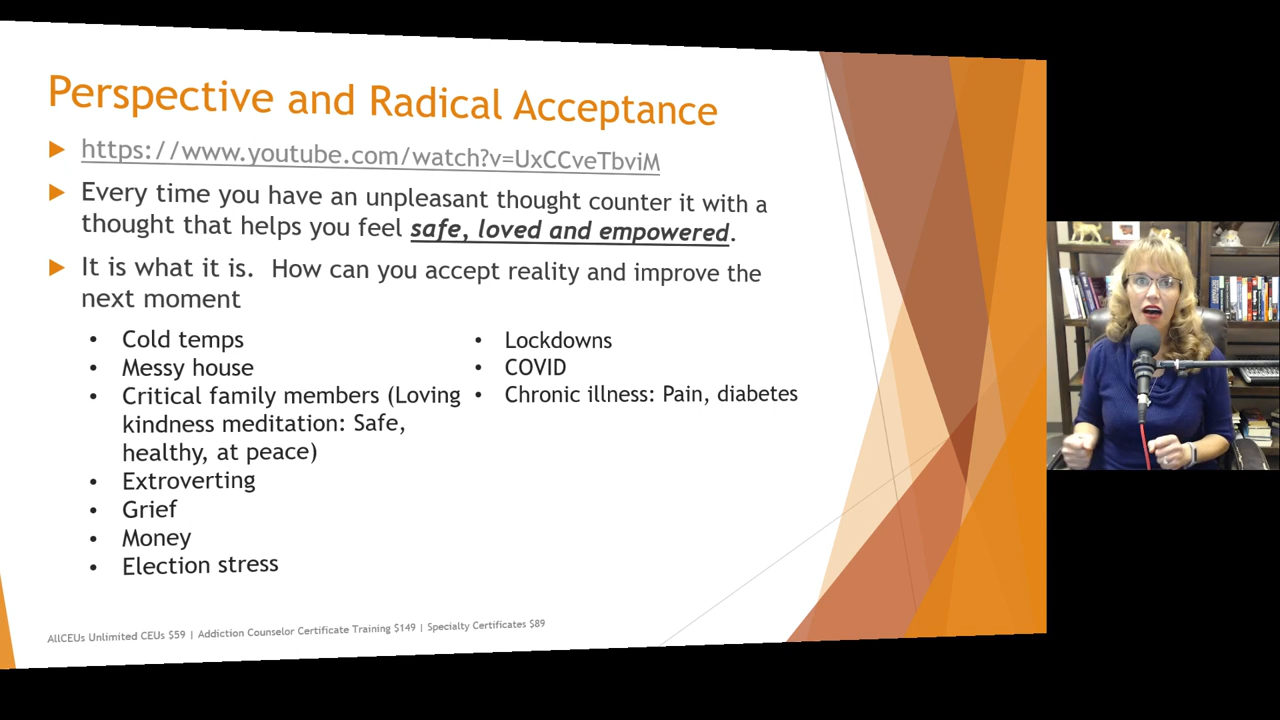 Perspective and Radical Acceptance
https://www.youtube.com/watch?v=UxCCveTbviM
Every time you have an unpleasant thought counter it with a
thought that helps you feel safe, loved and empowered.
It is what it is.  How can you accept reality and improve the
next moment
• Cold temps
• Messy house
• Critical family members (Loving
kindness meditation: Safe,
healthy, at peace)
• Extroverting
• Grief
• Money
• Election stress
• Lockdowns
• COVID
• Chronic illness: Pain, diabetes
AllCEUs Unlimited CEUs $59 | Addiction Counselor Certificate Training $149 | Specialty Certificates $89